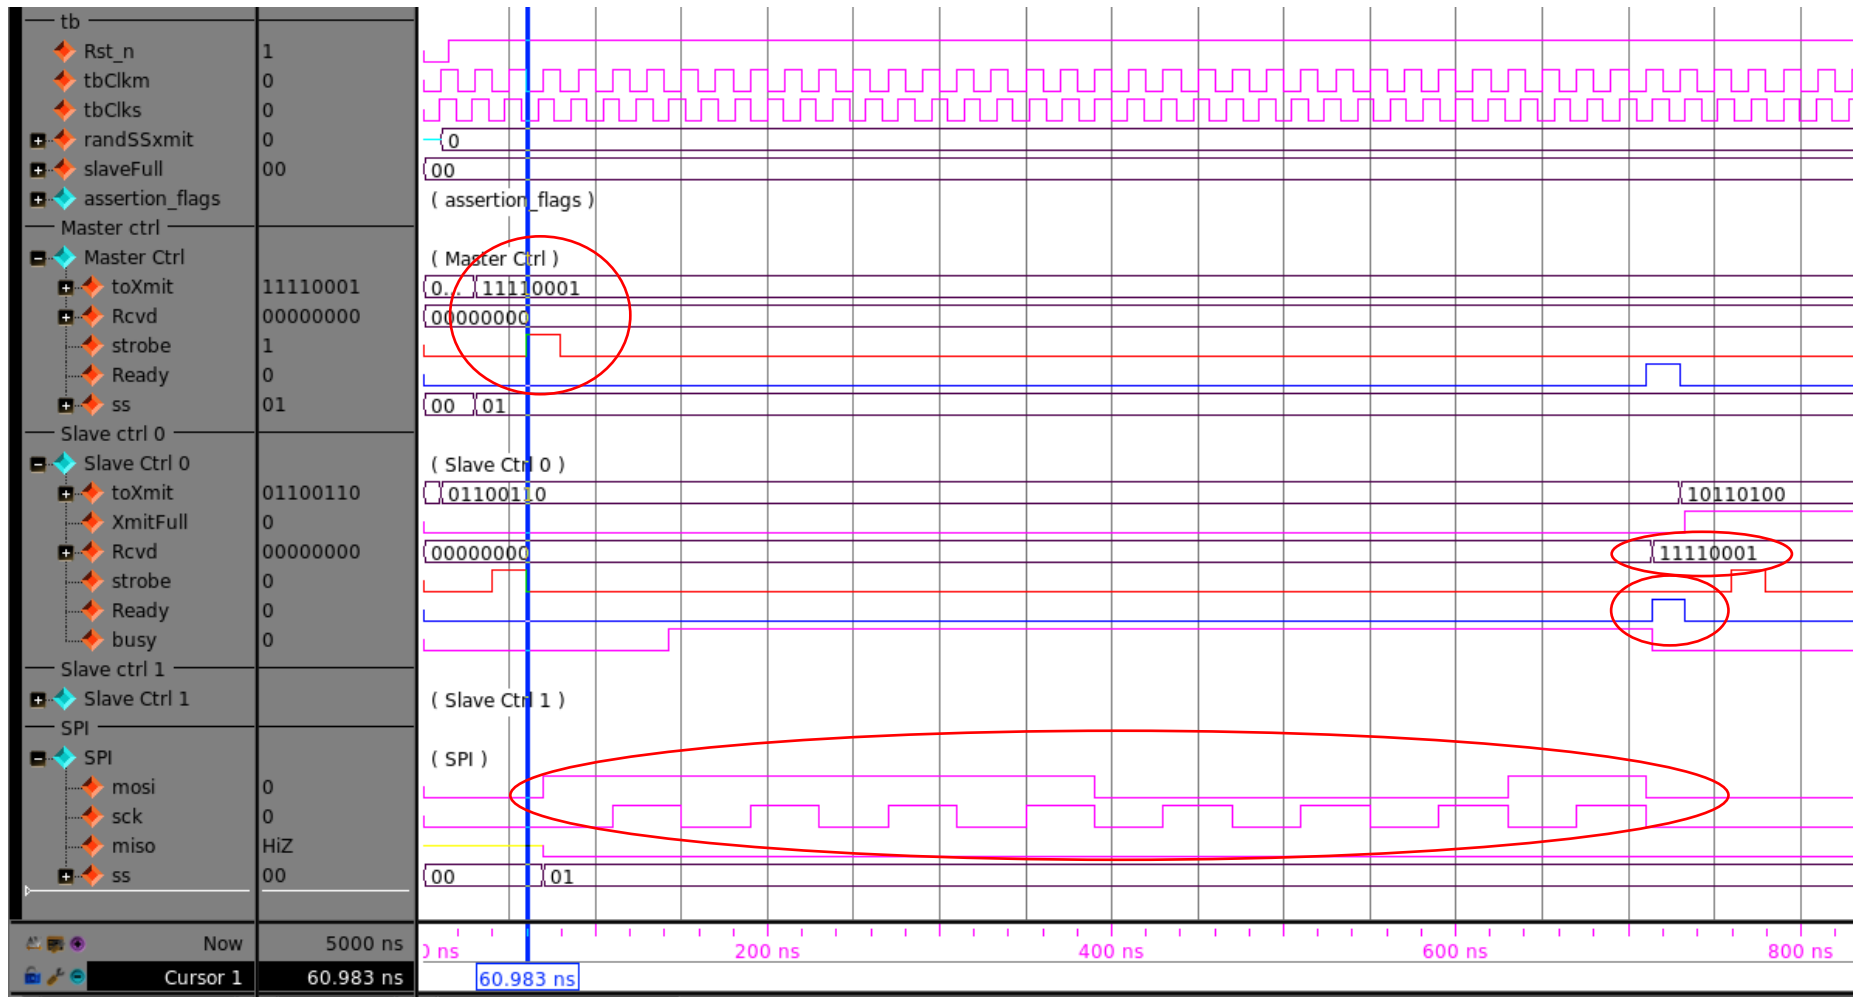 tb
Rst_n 1
tbClkm 0
tbClks 0
randSSxmit 0 0
slaveFull 00 00
assertion_flags ( assertion_flags )
Master ctrl
Master Ctrl ( Master Ctrl )
toXmit 11110001 0... 11110001
Rcvd 00000000 00000000
strobe 1
Ready 0
ss 01 00 01
Slave ctrl 0
Slave Ctrl 0 ( Slave Ctrl 0 )
toXmit 01100110 01100110 10110100
XmitFull 0
Rcvd 00000000 00000000 11110001
strobe 0
Ready 0
busy 0
Slave ctrl 1
Slave Ctrl 1 ( Slave Ctrl 1 )
SPI
SPI ( SPI )
mosi 0
sck 0
miso HiZ
ss 00 00 01
Now 5000 ns 0 ns 200 ns 400 ns 600 ns 800 ns
Cursor 1 60.983 ns 60.983 ns